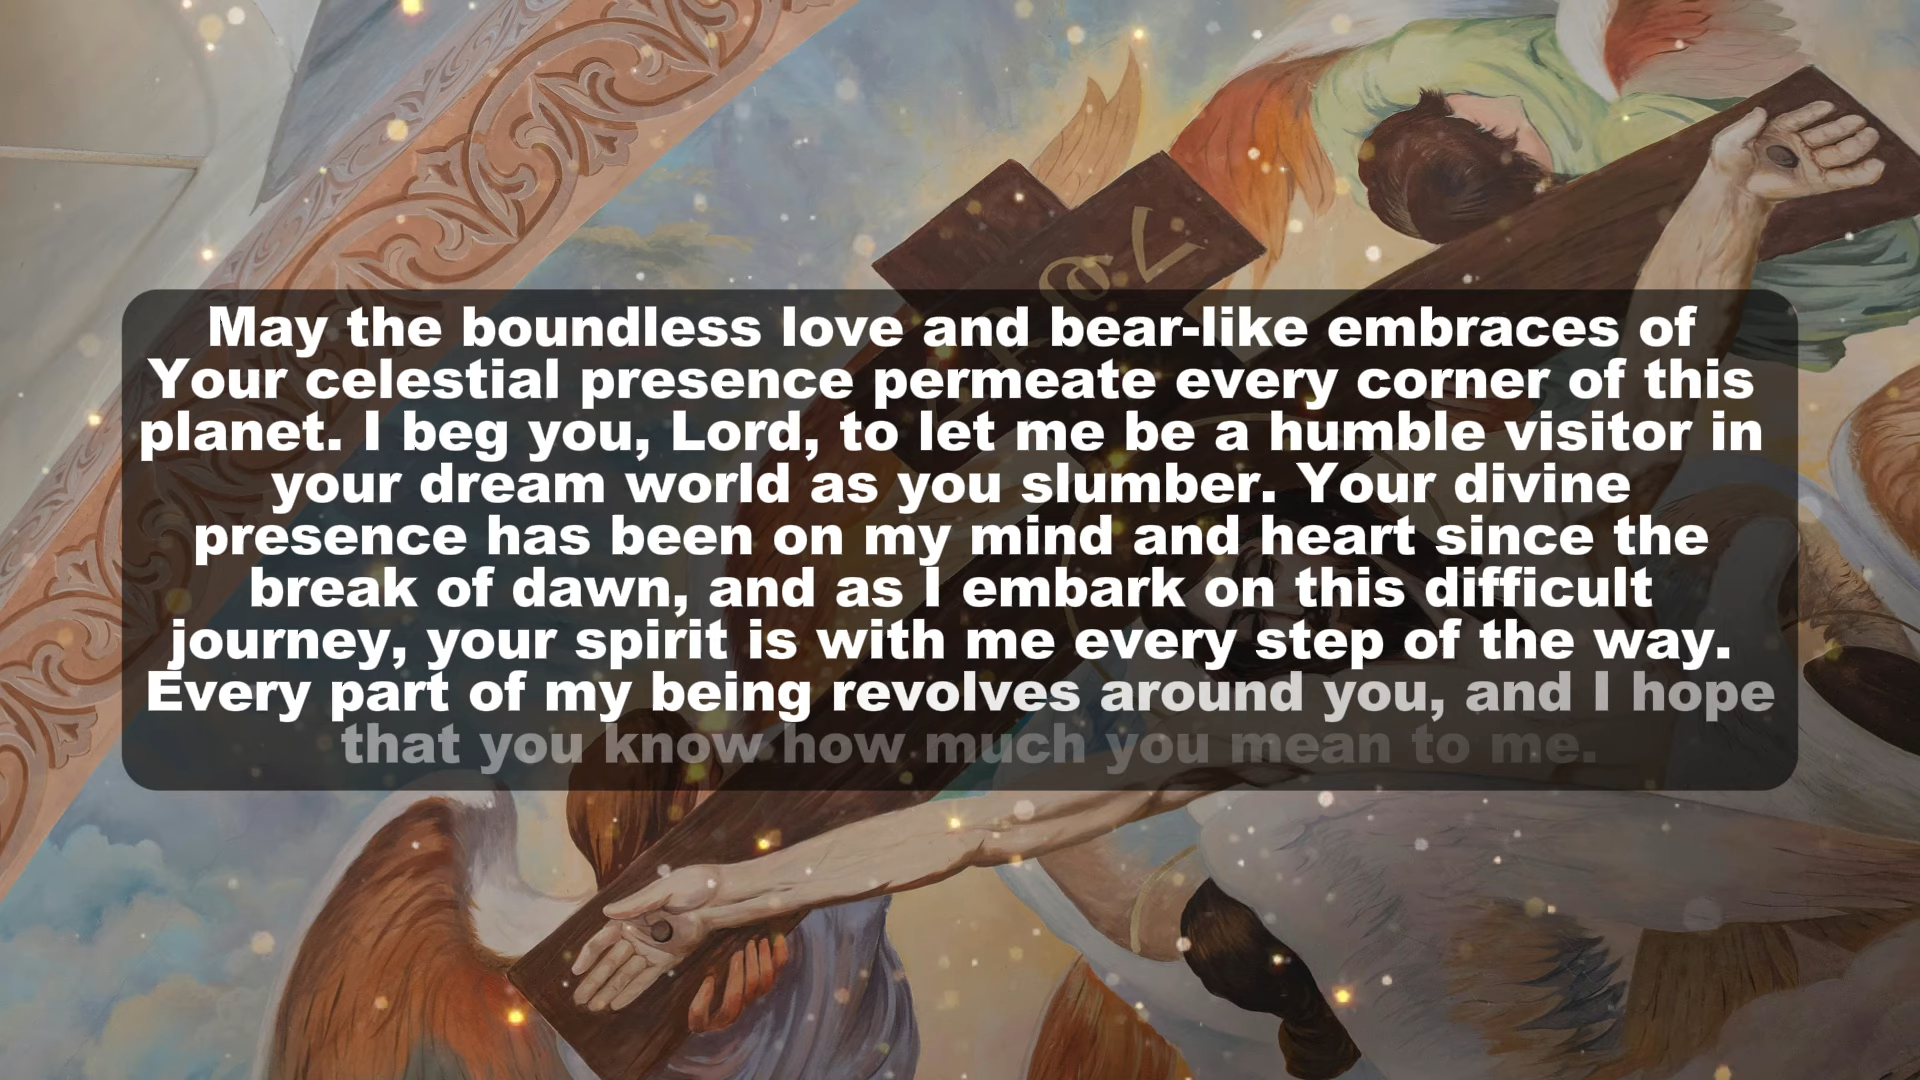 May the boundless love and bear-like embraces of
Your celestial presence permeate every corner of this
planet. I beg you, Lord, to let me be a humble visitor in
your dream world as you slumber. Your divine
presence has been on my mind and heart since the
break of dawn, and as I embark on this difficult
journey, your spirit is with me every step of the way.
Every part of my being revolves around you, and I hope
that you know how much you mean to me.